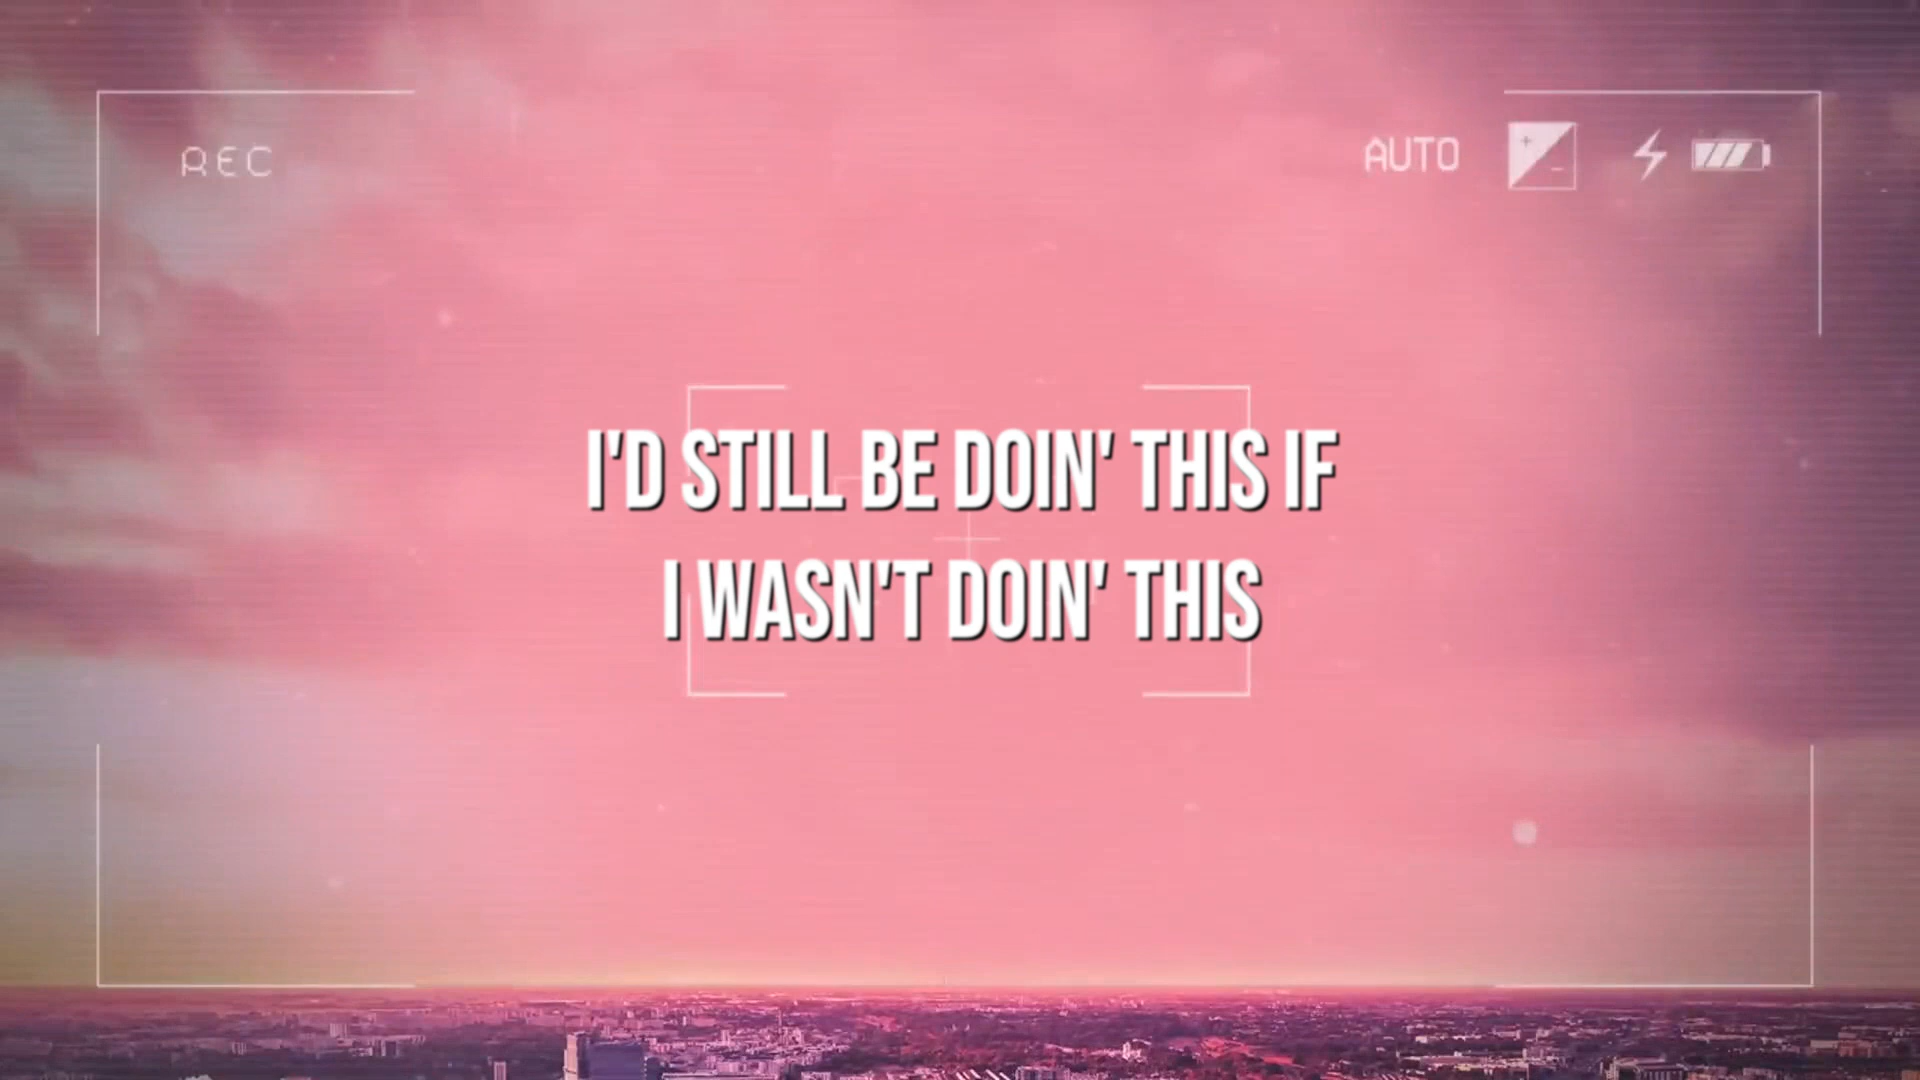 REC
AUTO
I'D STILL BE DOIN' THIS IF
I WASN'T DOIN' THIS